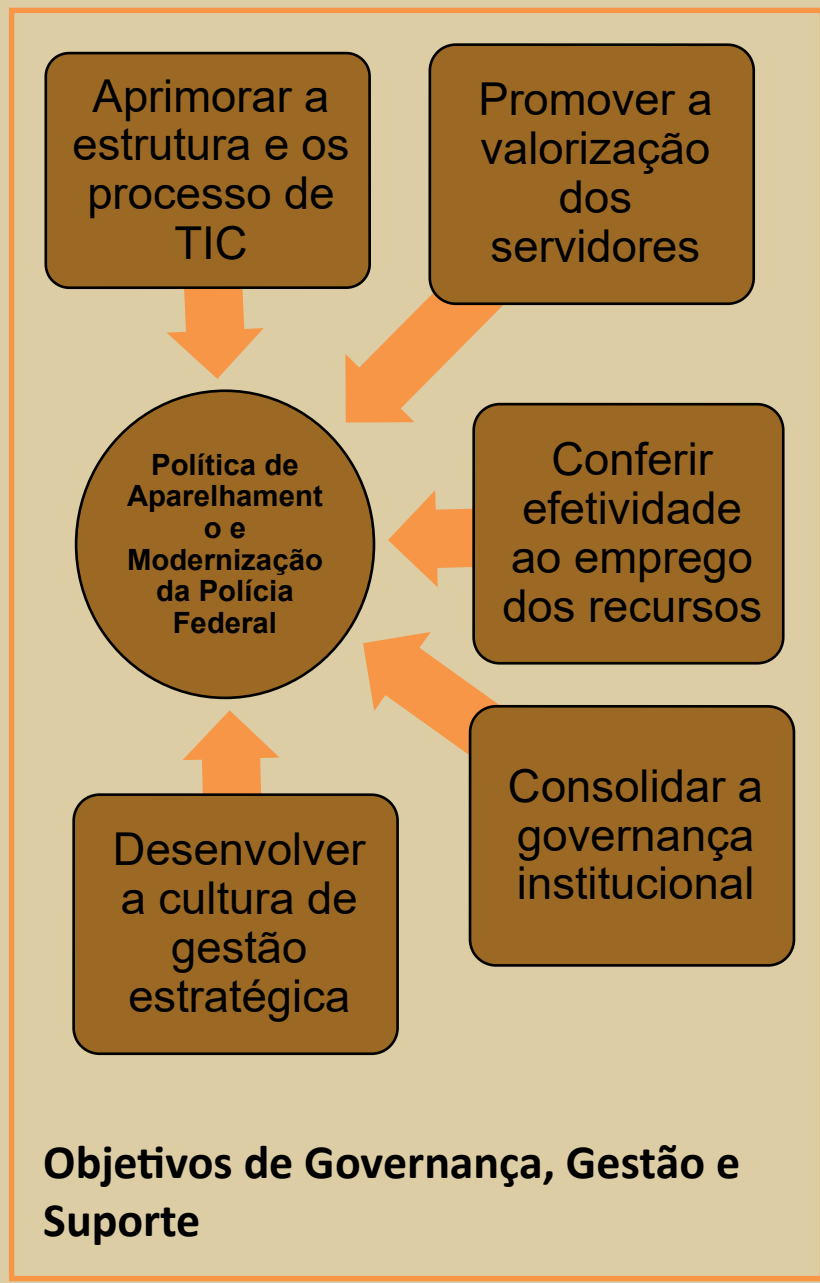 Aprimorar a
estrutura e os
processo de
TIC
Promover a
valorização
dos
servidores
Política de
Aparelhament
o e
Modernização
da Polícia
Federal
Conferir
efetividade
ao emprego
dos recursos
Consolidar a
governança
institucional
Desenvolver
a cultura de
gestão
estratégica
Objetivos de Governança, Gestão e
Suporte